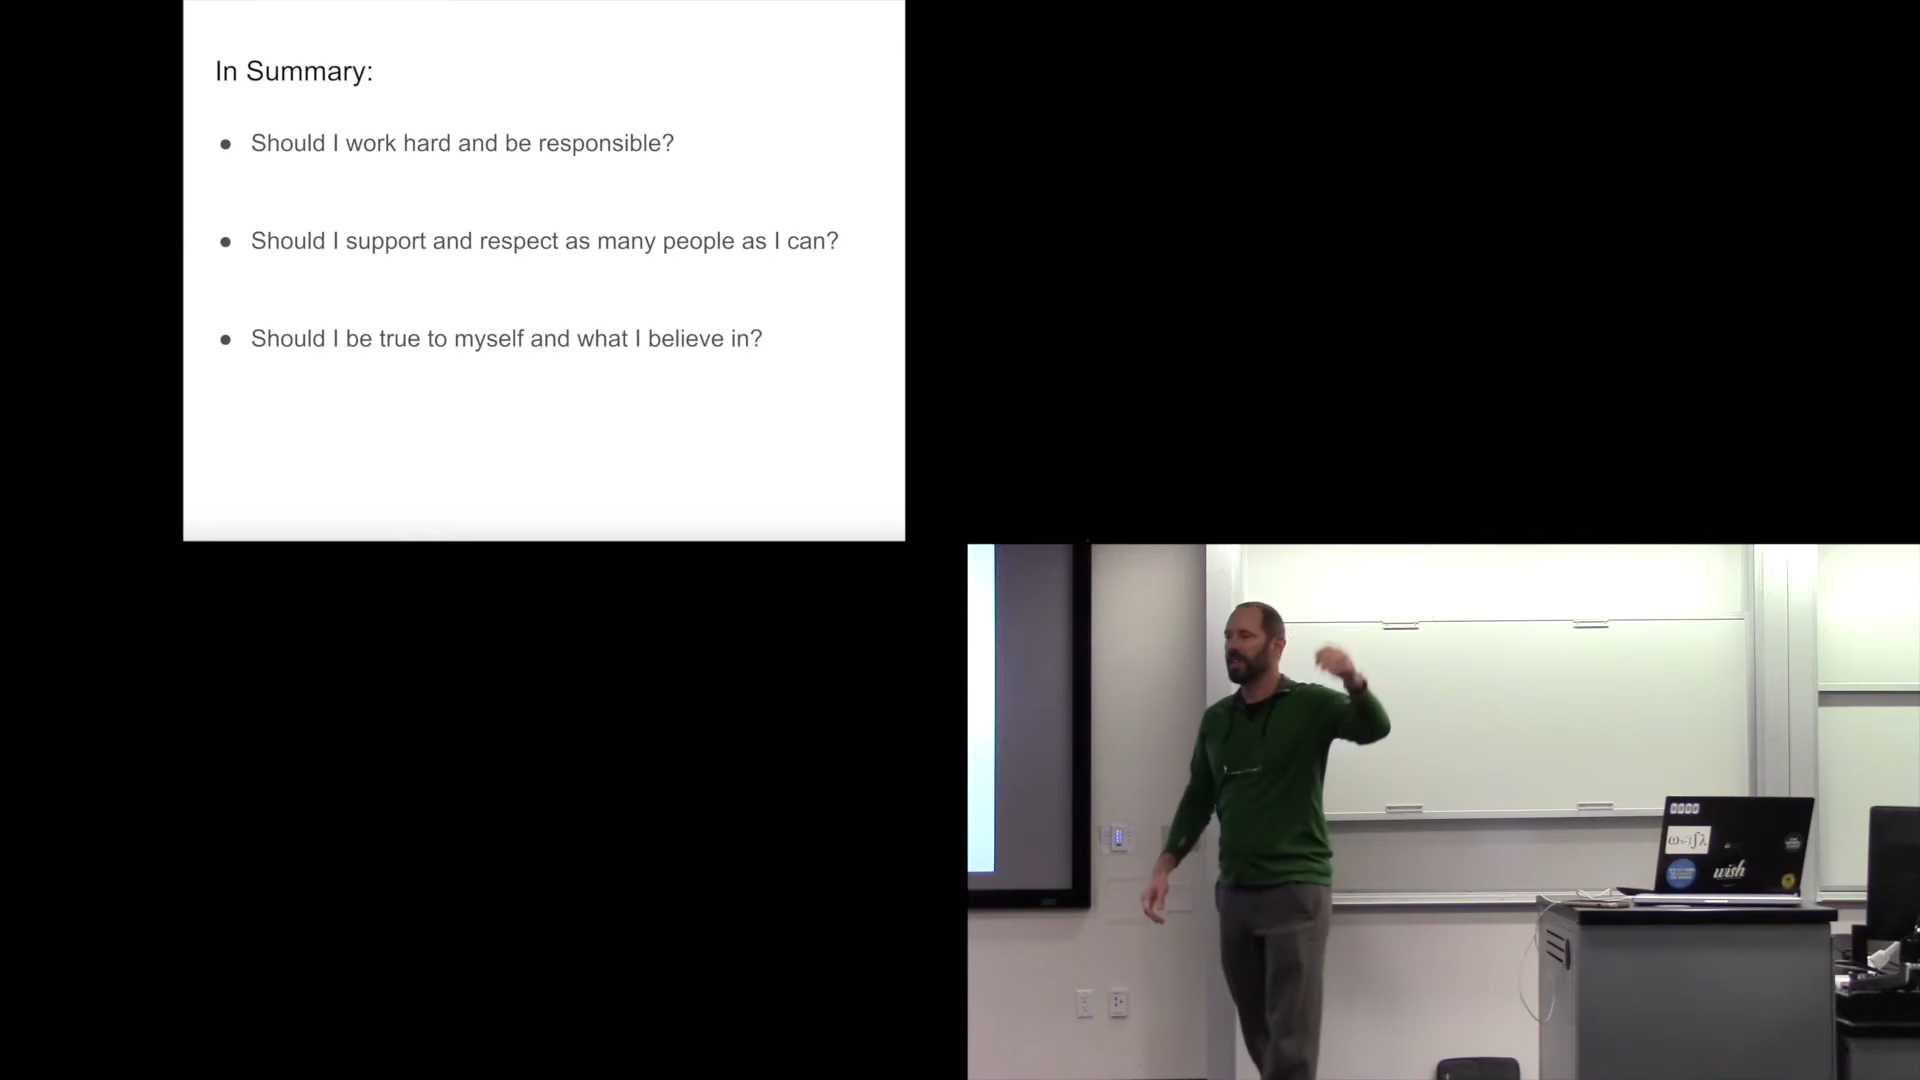 In Summary:
● Should I work hard and be responsible?
● Should I support and respect as many people as I can?
● Should I be true to myself and what I believe in?
wish